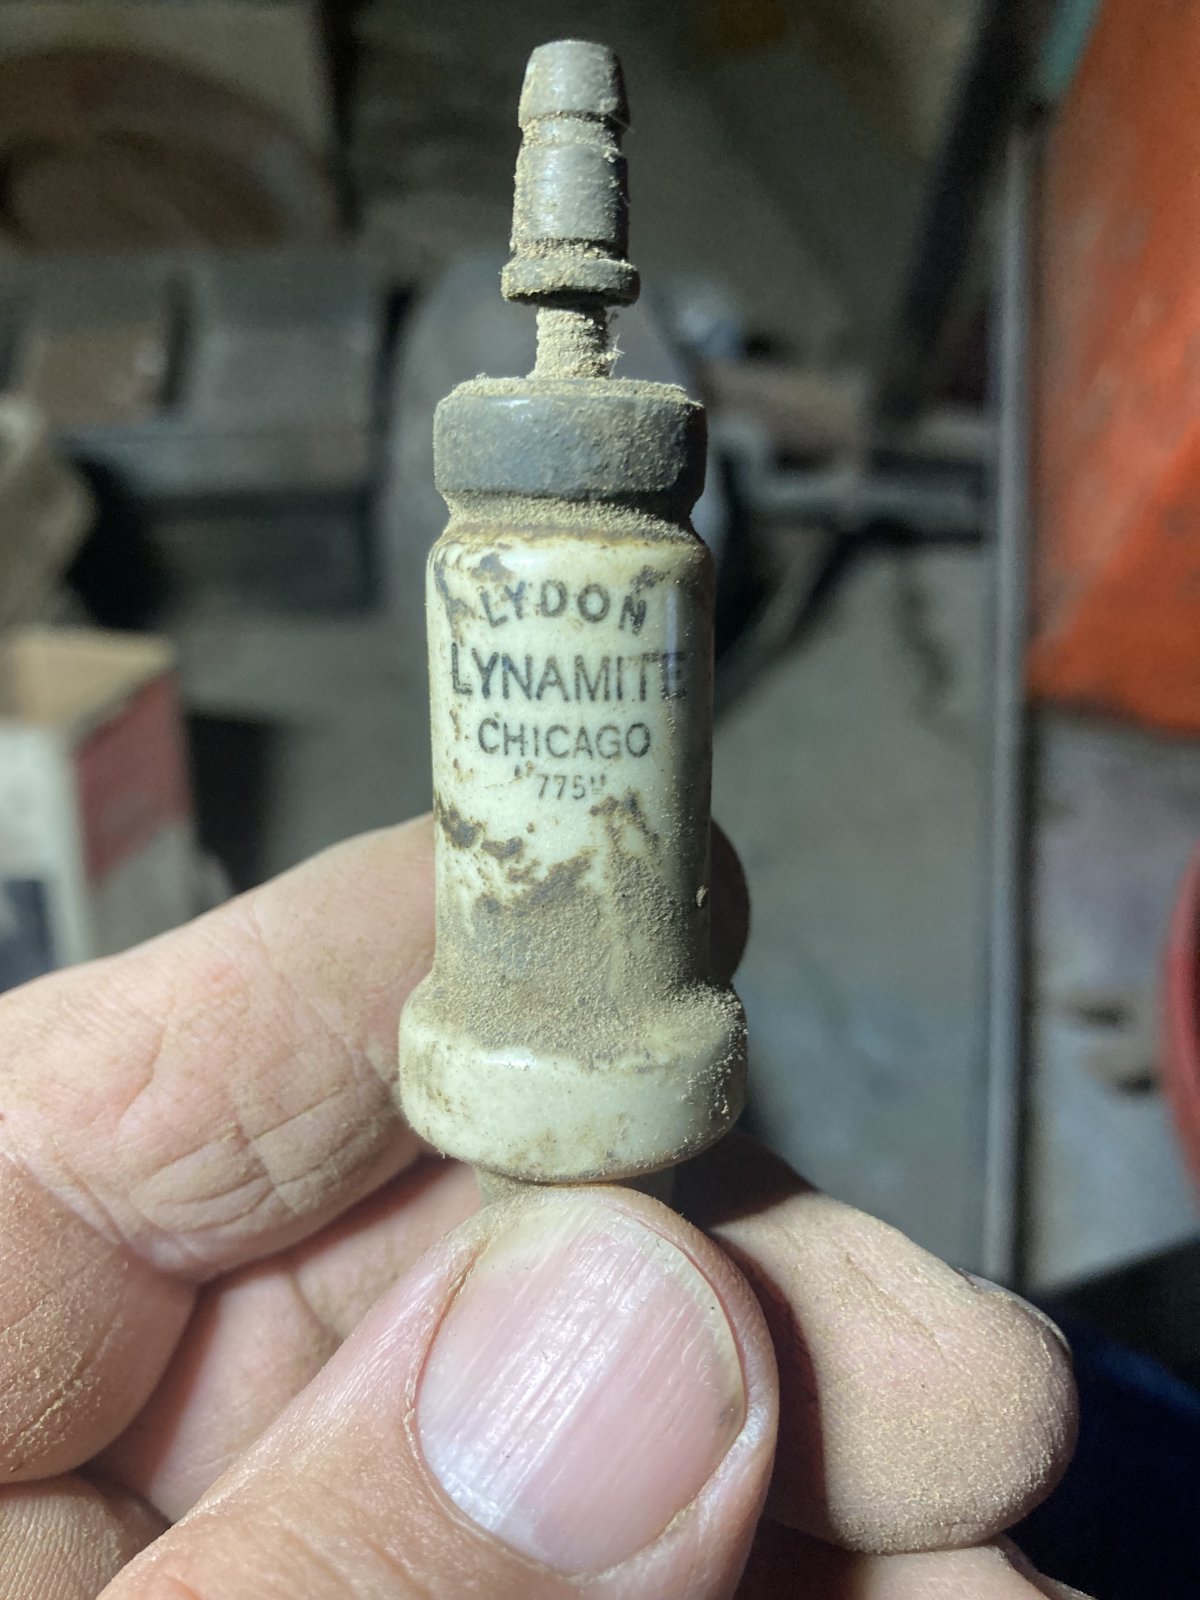 LYDON
LYNAMITE
CHICAGO
"775"